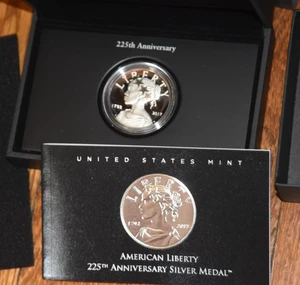 225th Anniversary
LIBERTY
1792 2017
UNITED STATES MINT
LIBERTY
1792 2017
AMERICAN LIBERTY
225TH ANNIVERSARY SILVER MEDAL™